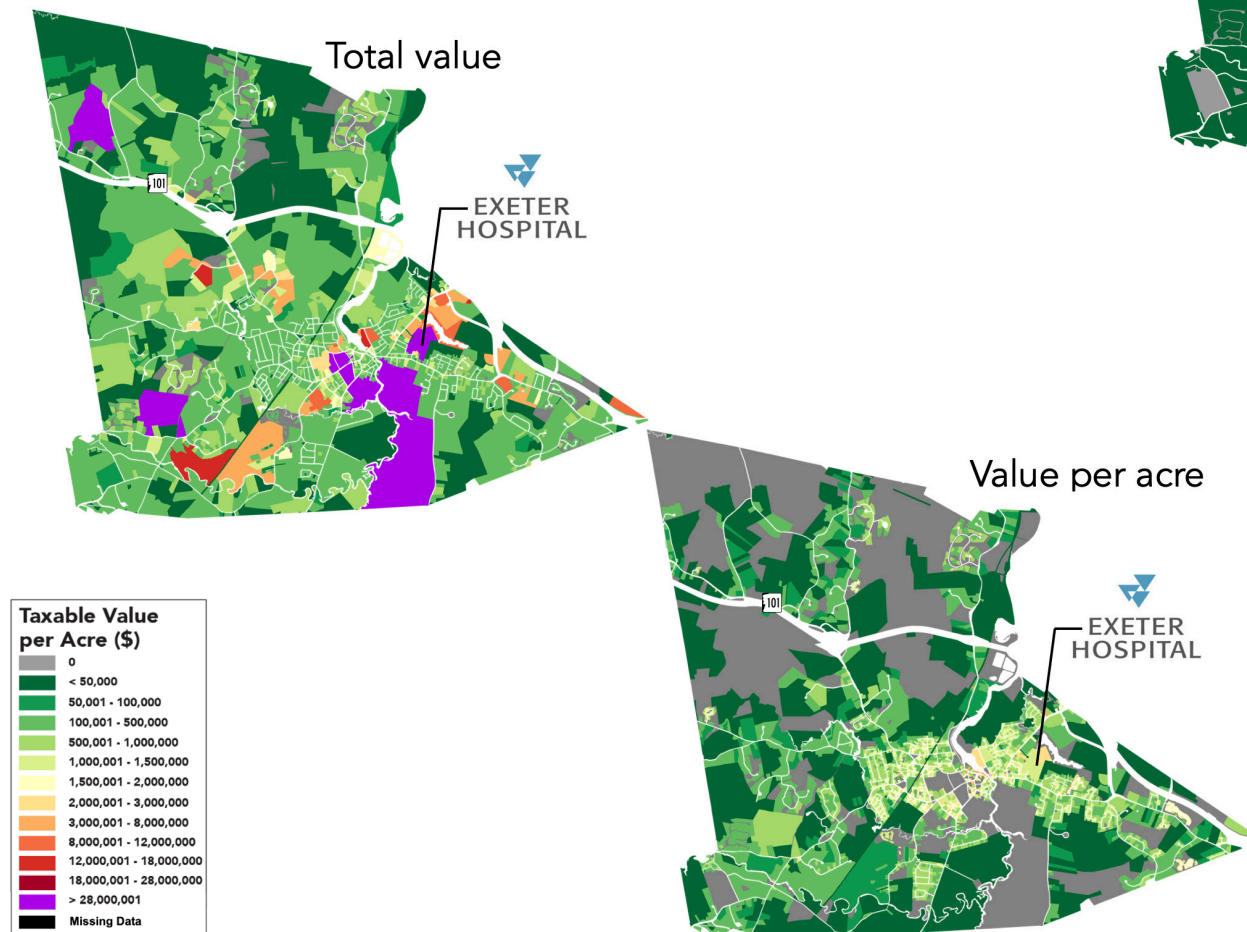 Total value
101
EXETER
HOSPITAL
Value per acre
101
EXETER
HOSPITAL
Taxable Value
per Acre ($)
0
< 50,000
50,001 - 100,000
100,001 - 500,000
500,001 - 1,000,000
1,000,001 - 1,500,000
1,500,001 - 2,000,000
2,000,001 - 3,000,000
3,000,001 - 8,000,000
8,000,001 - 12,000,000
12,000,001 - 18,000,000
18,000,001 - 28,000,000
> 28,000,001
Missing Data